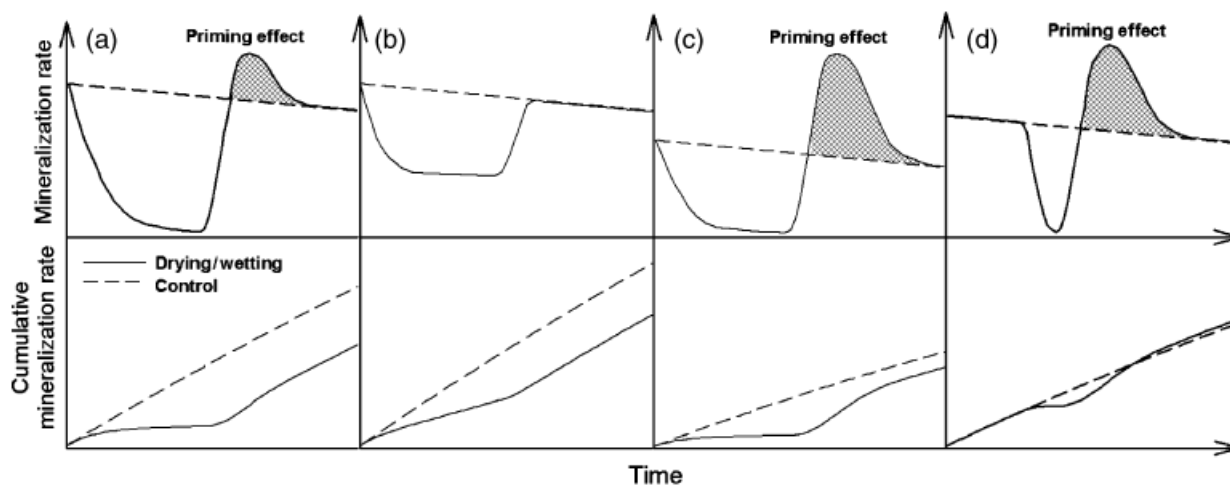 (a)
Priming effect
(b)
(c)
Priming effect
(d)
Priming effect
Mineralization rate
Drying/wetting
Control
Cumulative
mineralization rate
Time